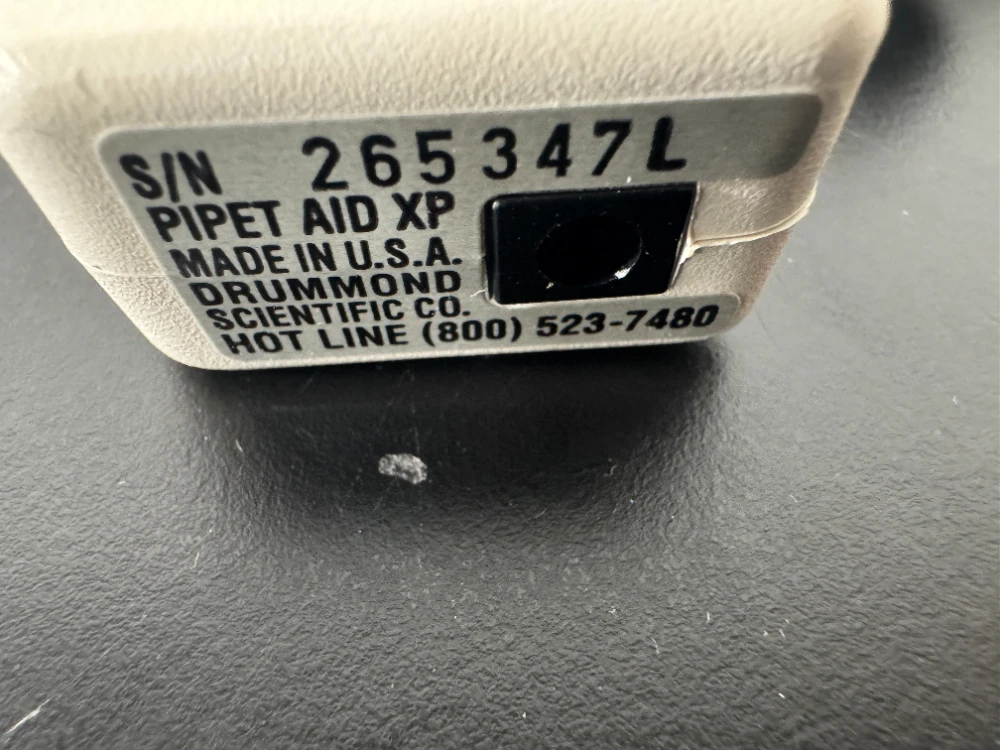 S/N 265347L
PIPET AID XP
MADE IN U.S.A.
DRUMMOND
SCIENTIFIC CO.
HOT LINE (800) 523-7480